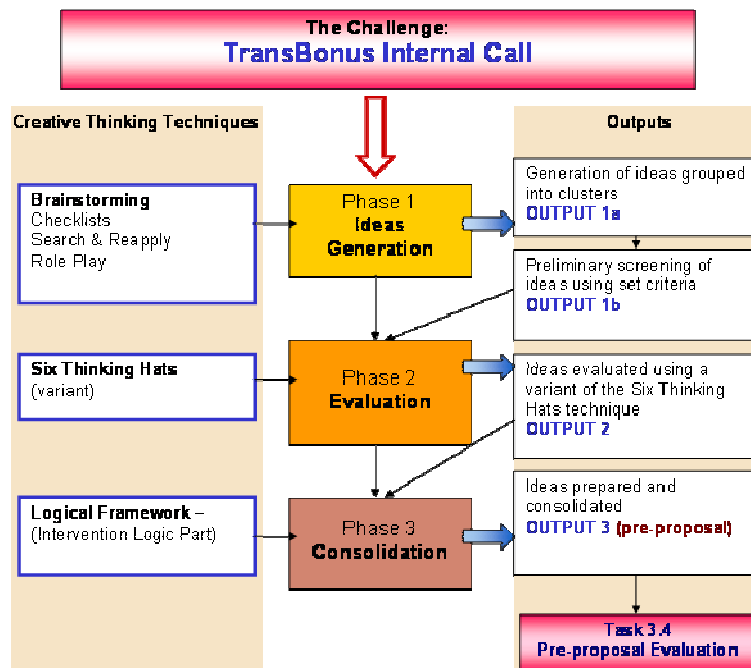 The Challenge:
TransBonus Internal Call
Creative Thinking Techniques
Outputs
Brainstorming
Checklists
Search & Reapply
Role Play
Phase 1
Ideas
Generation
Generation of ideas grouped
into clusters
OUTPUT 1a
Preliminary screening of
ideas using set criteria
OUTPUT 1b
Six Thinking Hats
(variant)
Phase 2
Evaluation
Ideas evaluated using a
variant of the Six Thinking
Hats technique
OUTPUT 2
Logical Framework –
(Intervention Logic Part)
Phase 3
Consolidation
Ideas prepared and
consolidated
OUTPUT 3 (pre-proposal)
Task 3.4
Pre-proposal Evaluation